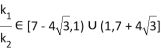 k₁/k₂ ∈ [7 - 4√3,1) ∪ (1,7 + 4√3]